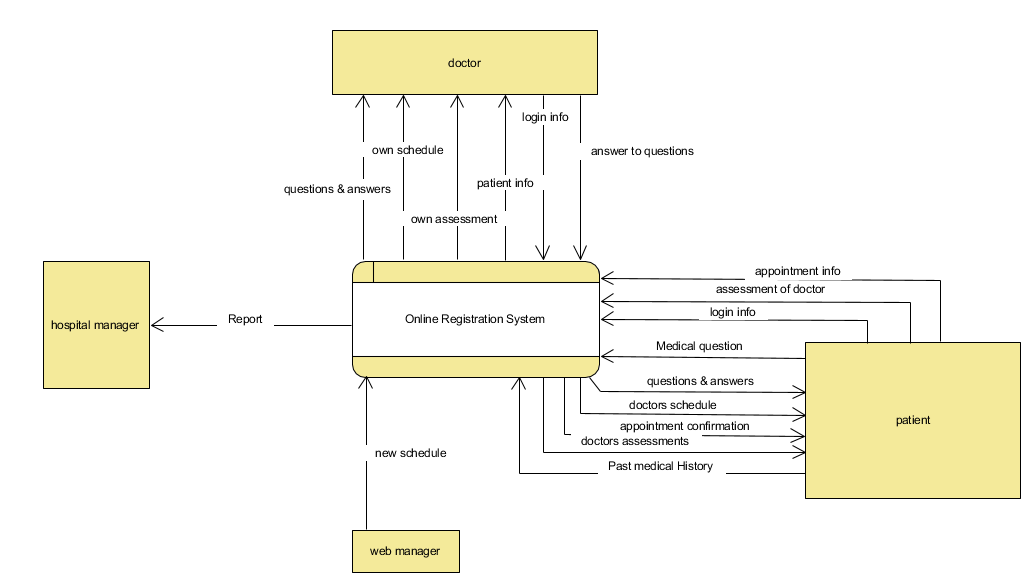 doctor
login info
own schedule
answer to questions
patient info
questions & answers
own assessment
appointment info
assessment of doctor
login info
Report
Online Registration System
hospital manager
Medical question
questions & answers
doctors schedule
patient
appointment confirmation
doctors assessments
new schedule
Past medical History
web manager